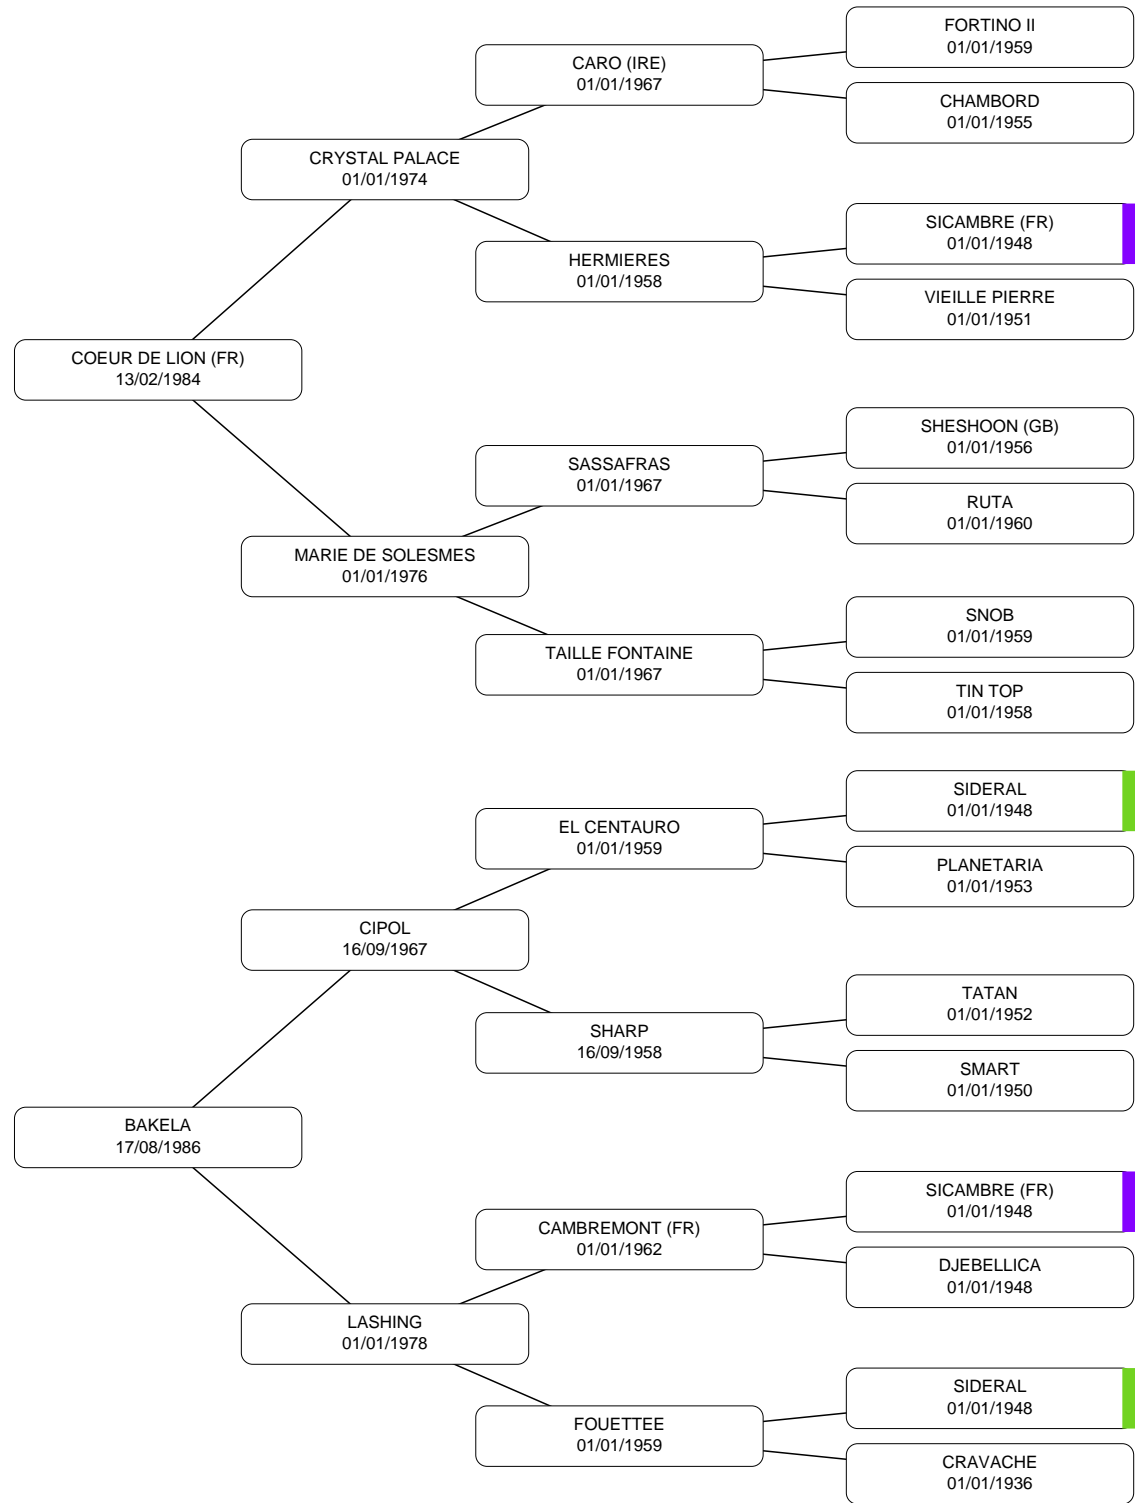 FORTINO II
01/01/1959
CARO (IRE)
01/01/1967
CHAMBORD
01/01/1955
CRYSTAL PALACE
01/01/1974
SICAMBRE (FR)
01/01/1948
HERMIERES
01/01/1958
VIEILLE PIERRE
01/01/1951
COEUR DE LION (FR)
13/02/1984
SHESHOON (GB)
01/01/1956
SASSAFRAS
01/01/1967
RUTA
01/01/1960
MARIE DE SOLESMES
01/01/1976
SNOB
01/01/1959
TAILLE FONTAINE
01/01/1967
TIN TOP
01/01/1958
SIDERAL
01/01/1948
EL CENTAURO
01/01/1959
PLANETARIA
01/01/1953
CIPOL
16/09/1967
TATAN
01/01/1952
SHARP
16/09/1958
SMART
01/01/1950
BAKELA
17/08/1986
SICAMBRE (FR)
01/01/1948
CAMBREMONT (FR)
01/01/1962
DJEBELLICA
01/01/1948
LASHING
01/01/1978
SIDERAL
01/01/1948
FOUETTEE
01/01/1959
CRAVACHE
01/01/1936